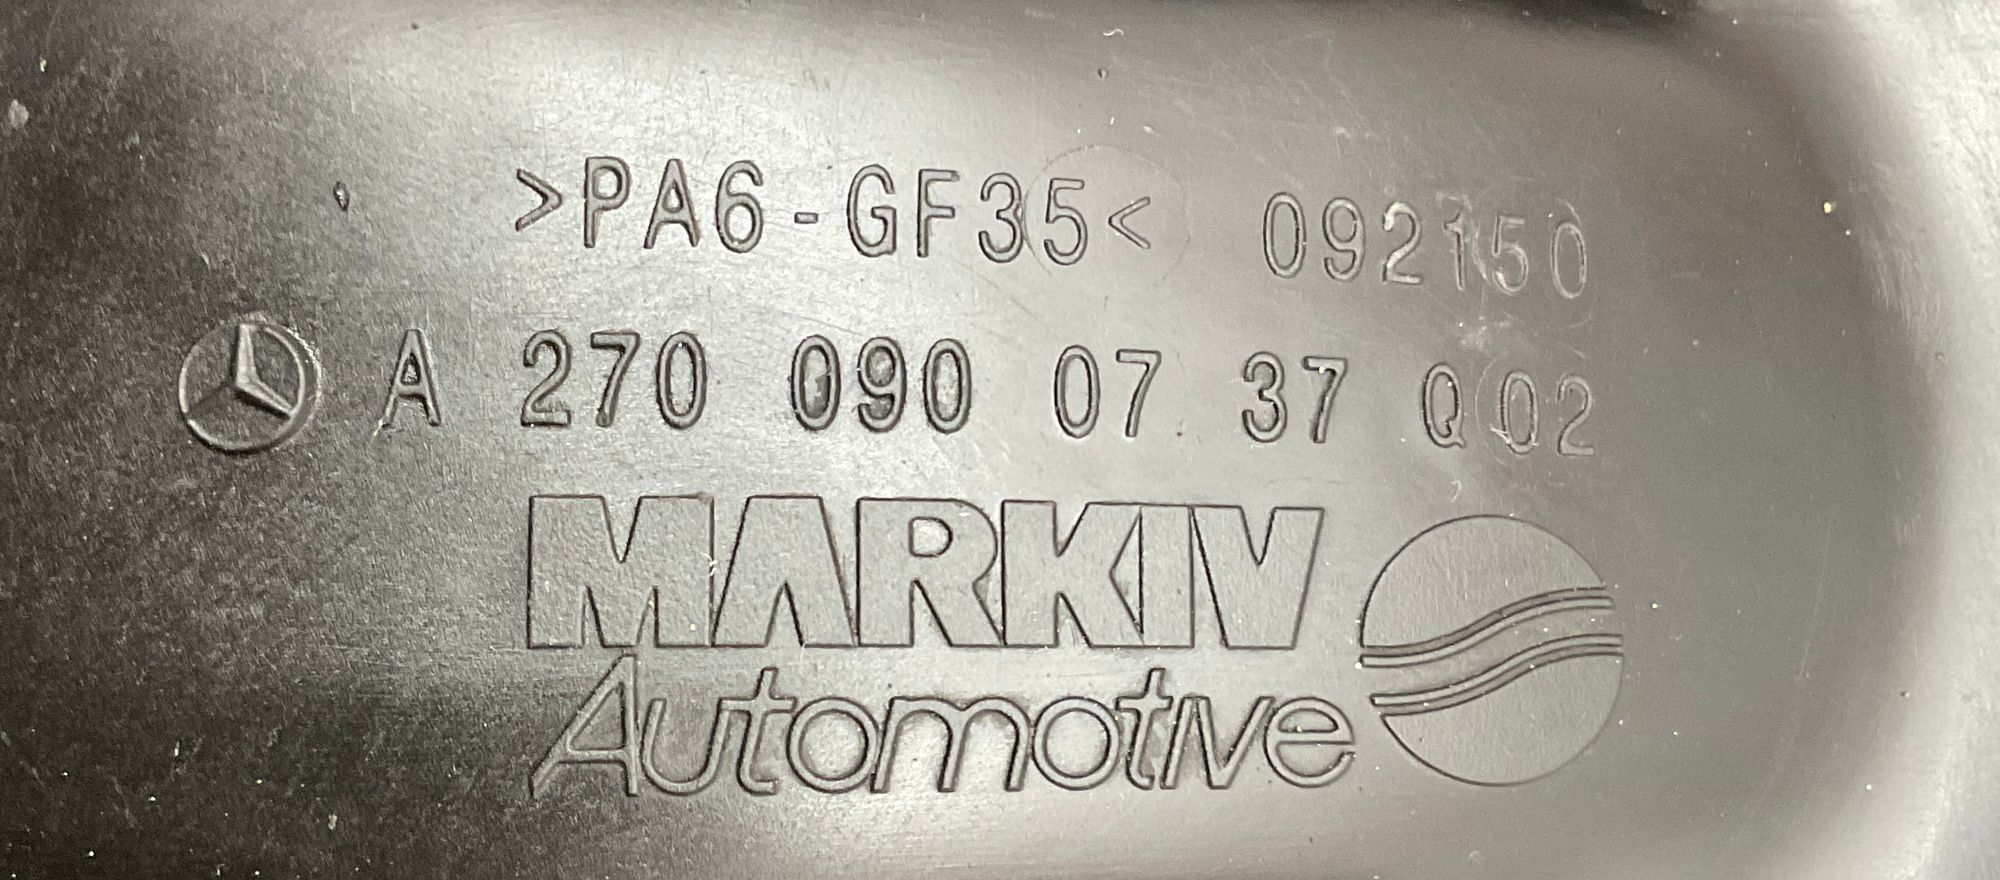 >PA6-GF35< 092150
A 270 090 07 37 Q02
MARKIV
Automotive